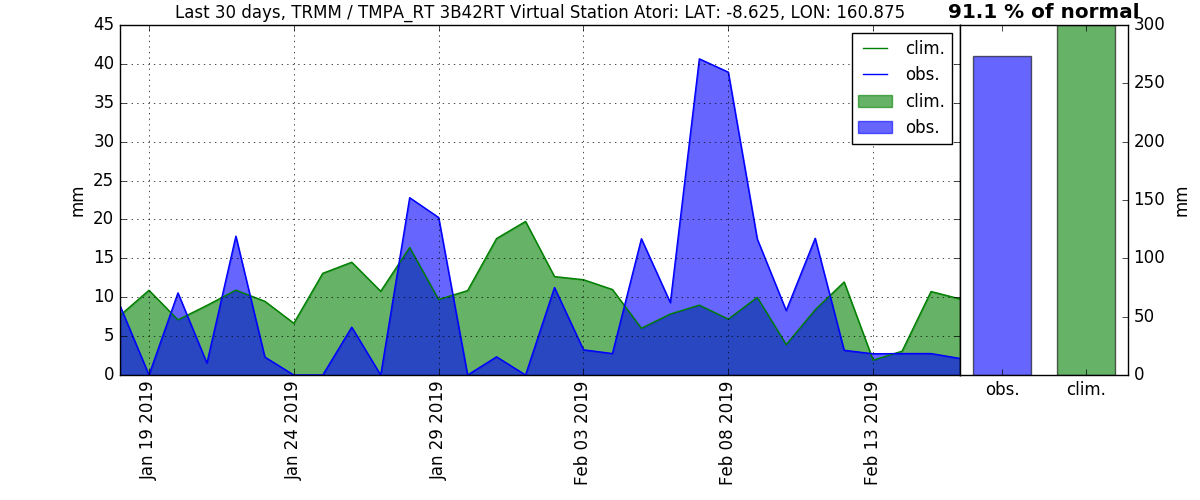 Last 30 days, TRMM / TMPA_RT 3B42RT Virtual Station Atori: LAT: -8.625, LON: 160.875
91.1 % of normal
45
40
35
30
25
20
15
10
5
0
mm
clim.
obs.
clim.
obs.
Jan 19 2019
Jan 24 2019
Jan 29 2019
Feb 03 2019
Feb 08 2019
Feb 13 2019
300
250
200
150
100
50
0
mm
obs.
clim.